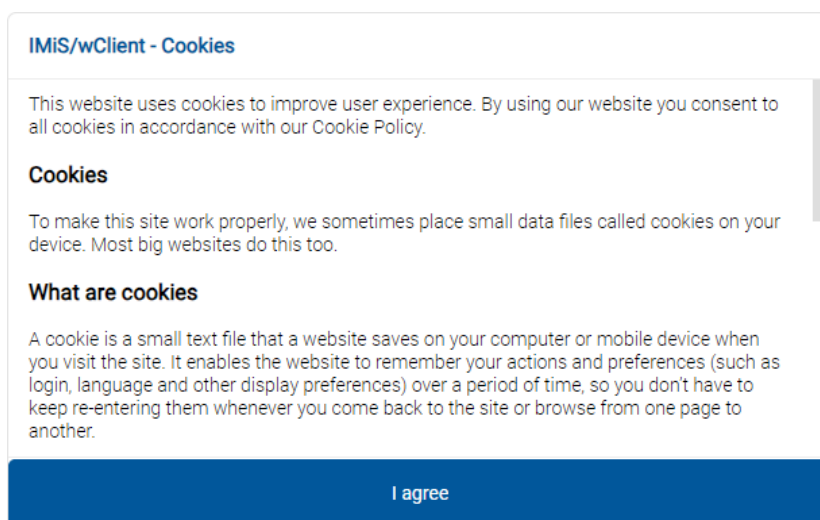 IMiS/wClient - Cookies
This website uses cookies to improve user experience. By using our website you consent to
all cookies in accordance with our Cookie Policy.
Cookies
To make this site work properly, we sometimes place small data files called cookies on your
device. Most big websites do this too.
What are cookies
A cookie is a small text file that a website saves on your computer or mobile device when
you visit the site. It enables the website to remember your actions and preferences (such as
login, language and other display preferences) over a period of time, so you don't have to
keep re-entering them whenever you come back to the site or browse from one page to
another.
I agree